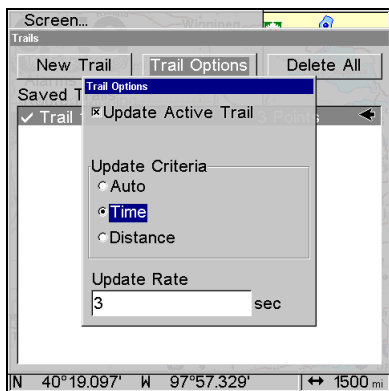 Screen...
Trails
New Trail Trail Options Delete All
Trail Options
Saved T
Update Active Trail
Trail 3 Points
Update Criteria
Auto
Time
Distance
Update Rate
3 sec
N 40°19.097' W 97°57.329' ↔ 1500 mi